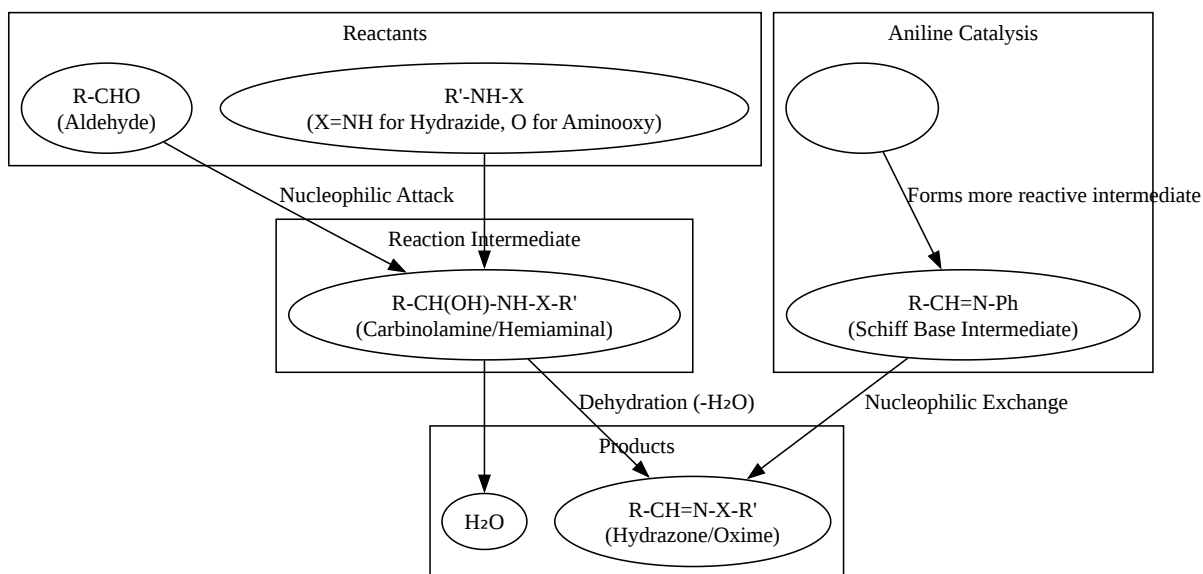 Reactants
Aniline Catalysis
R-CHO
(Aldehyde)
R'-NH-X
(X=NH for Hydrazide, O for Aminooxy)
Nucleophilic Attack
Forms more reactive intermediate
Reaction Intermediate
R-CH(OH)-NH-X-R'
(Carbinolamine/Hemiaminal)
R-CH=N-Ph
(Schiff Base Intermediate)
Dehydration (-H₂O)
Nucleophilic Exchange
Products
H₂O
R-CH=N-X-R'
(Hydrazone/Oxime)